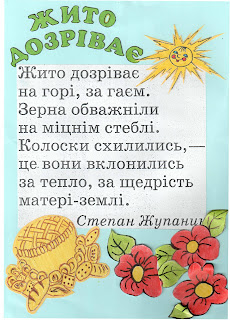 ЖИТО
ДОЗРІВАЄ
Жито дозріває
на горі, за гаєм.
Зерна обважніли
на міцнім стеблі.
Колоски схилились,—
це вони вклонились
за тепло, за щедрість
матері-землі.
Степан Жупанин